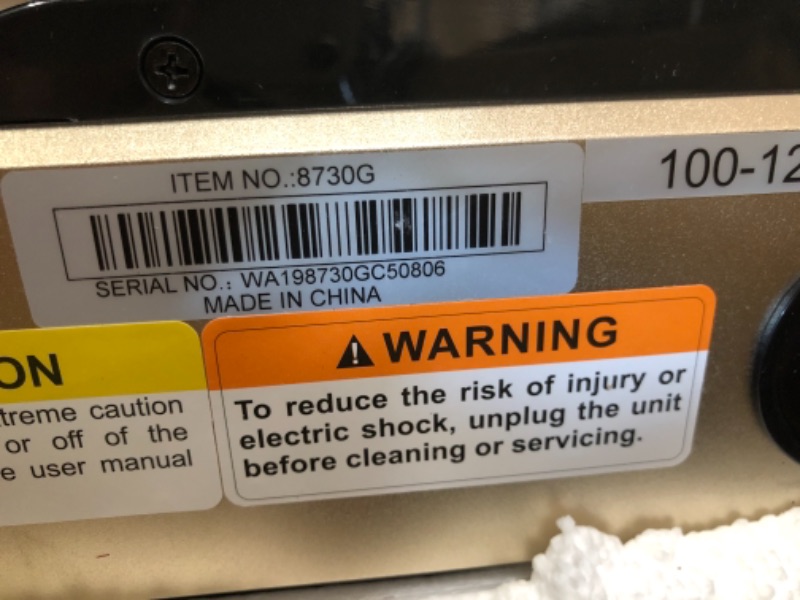 ITEM NO.:8730G
100-12
SERIAL NO.: WA198730GC50806
MADE IN CHINA
ON
treme caution
or off of the
e user manual
WARNING
To reduce the risk of injury or
electric shock, unplug the unit
before cleaning or servicing.